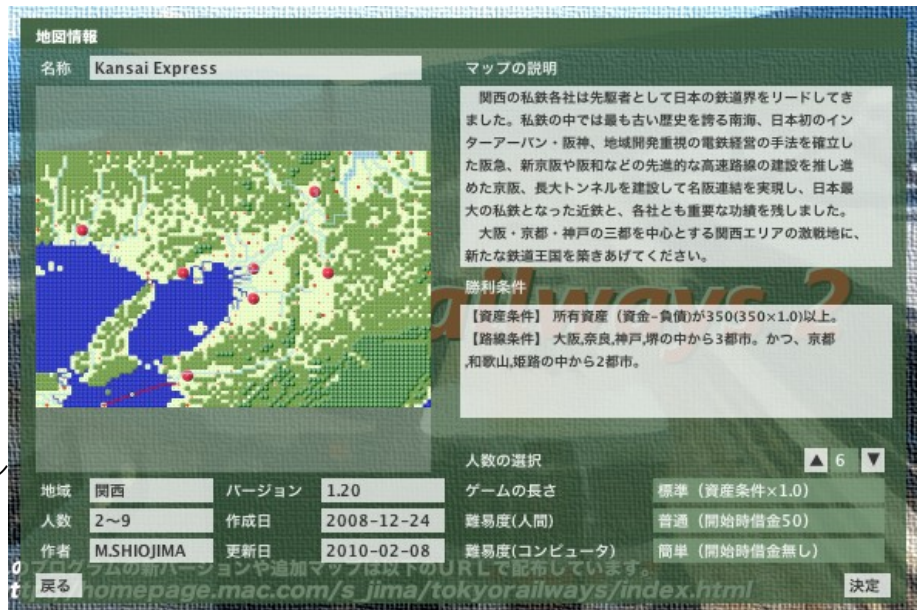 地図情報
名称 Kansai Express
マップの説明
関西の私鉄各社は先駆者として日本の鉄道界をリードしてき
ました。私鉄の中では最も古い歴史を誇る南海、日本初のイン
ターアーバン・阪神、地域開発重視の電鉄経営の手法を確立し
た阪急、新京阪や阪和などの先進的な高速路線の建設を推し進
めた京阪、長大トンネルを建設して名阪連結を実現し、日本最
大の私鉄となった近鉄と、各社とも重要な功績を残しました。
大阪・京都・神戸の三都を中心とする関西エリアの激戦地に、
新たな鉄道王国を築きあげてください。
勝利条件
【資産条件】 所有資産（資金-負債)が350(350×1.0)以上。
【路線条件】 大阪,奈良,神戸,堺の中から3都市。かつ、京都
,和歌山,姫路の中から2都市。
ailways 2
人数の選択 ▲ 6 ▼
地域 関西 バージョン 1.20
人数 2〜9 作成日 2008-12-24
作者 M.SHIOJIMA 更新日 2010-02-08
ゲームの長さ 標準（資産条件×1.0）
難易度(人間) 普通（開始時借金50）
難易度(コンピュータ) 簡単（開始時借金無し）
のプログラムの新バージョンや追加マップは以下のURLで配布しています。
homepage.mac.com/s_jima/tokyorailways/index.html
戻る 決定